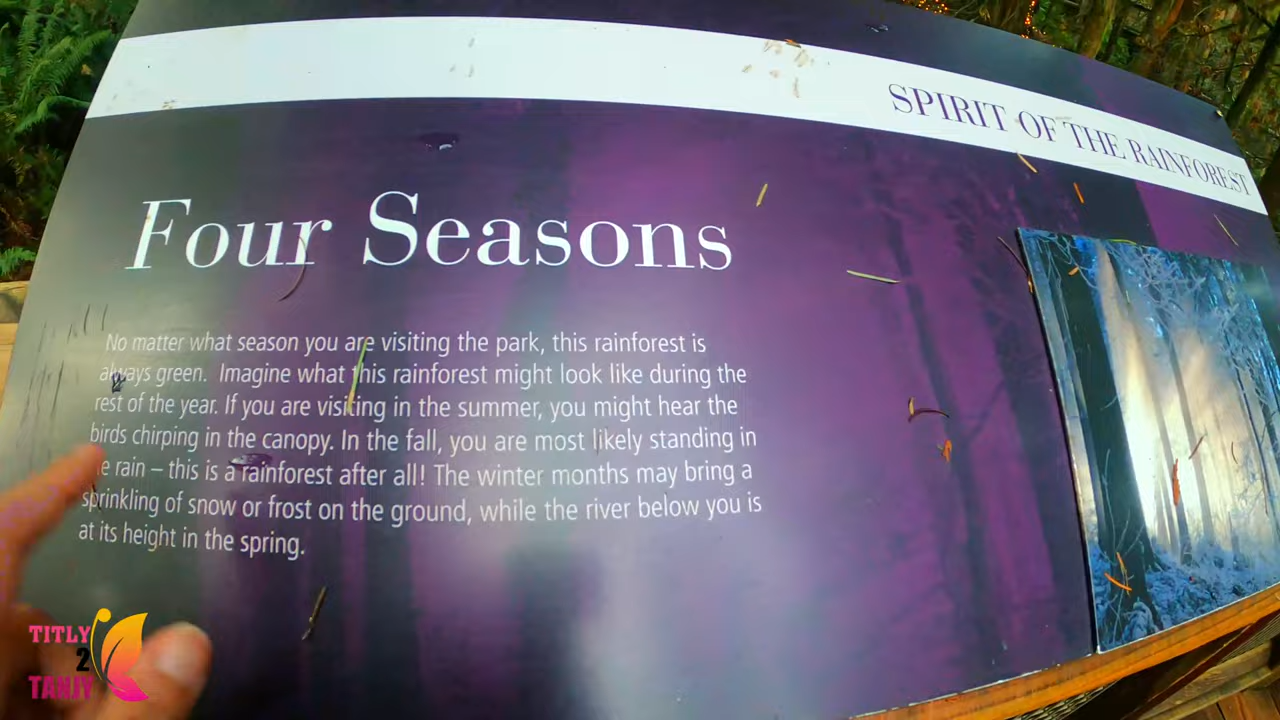 SPIRIT OF THE RAINFOREST
Four Seasons
No matter what season you are visiting the park, this rainforest is
always green. Imagine what this rainforest might look like during the
rest of the year. If you are visiting in the summer, you might hear the
birds chirping in the canopy. In the fall, you are most likely standing in
rain – this is a rainforest after all! The winter months may bring a
sprinkling of snow or frost on the ground, while the river below you is
at its height in the spring.
TITLY
2
TANJY